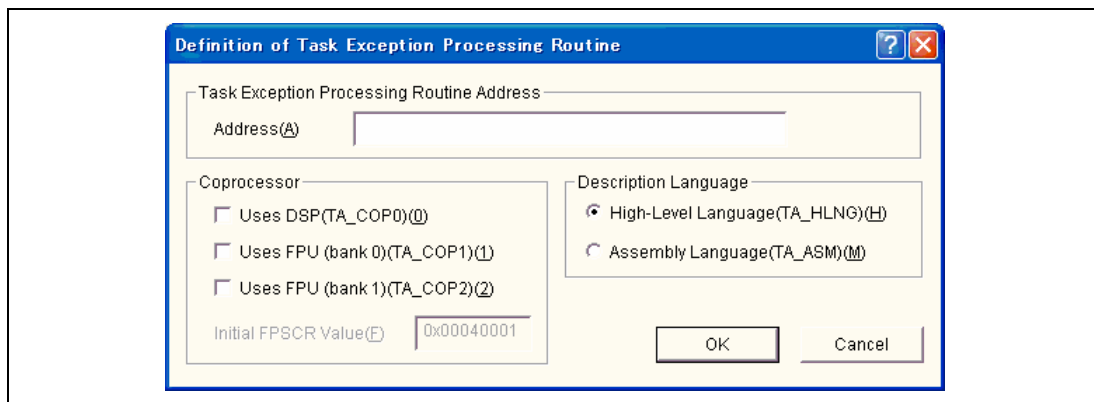 Definition of Task Exception Processing Routine
Task Exception Processing Routine Address
Address(A)
Coprocessor
Uses DSP(TA_COP0)(0)
Uses FPU (bank 0)(TA_COP1)(1)
Uses FPU (bank 1)(TA_COP2)(2)
Initial FPSCR Value(F) 0x00040001
Description Language
High-Level Language(TA_HLNG)(H)
Assembly Language(TA_ASM)(M)
OK Cancel